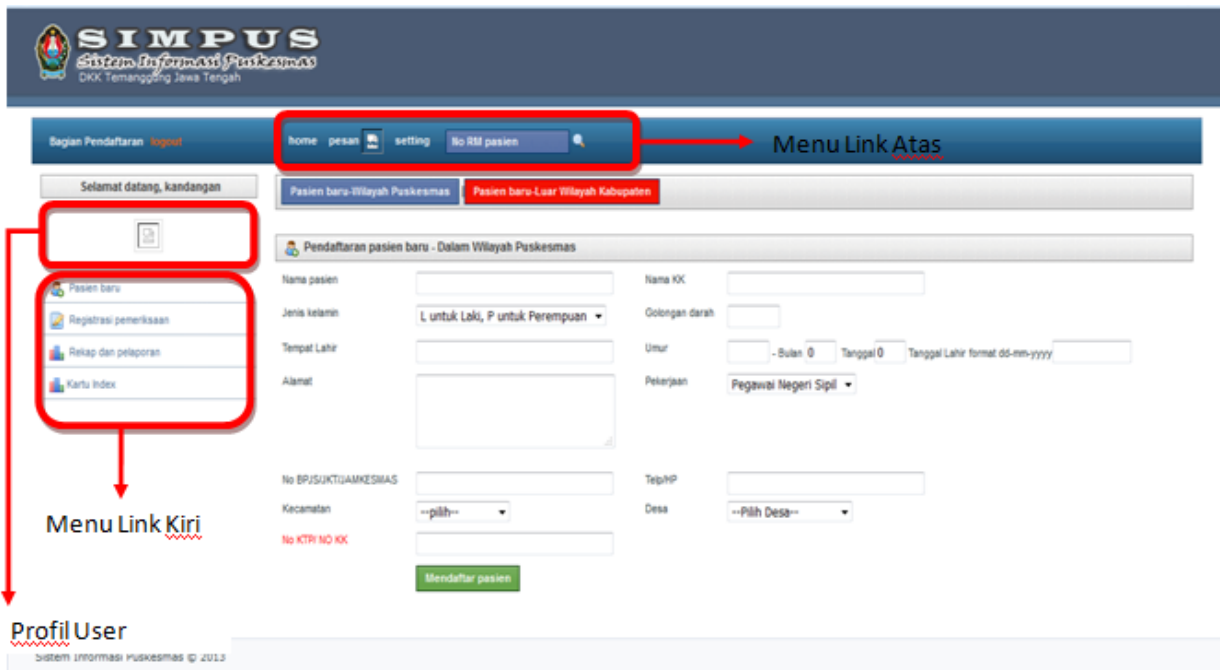 SIMPUS
Sistem Informasi Puskesmas
DKK Temanggung Jawa Tengah
Bagian Pendaftaran logout
home pesan setting No RM pasien
Menu Link Atas
Selamat datang, kandangan
Pasien baru-Wilayah Puskesmas
Pasien baru-Luar Wilayah Kabupaten
Pendaftaran pasien baru - Dalam Wilayah Puskesmas
Pasien baru
Registrasi pemeriksaan
Rekap dan pelaporan
Kartu Index
Nama pasien
Nama KK
Jenis kelamin L untuk Laki, P untuk Perempuan
Golongan darah
Tempat Lahir
Umur - Bulan 0 Tanggal 0 Tanggal Lahir format dd-mm-yyyy
Alamat
Pekerjaan Pegawai Negeri Sipil
No BPJS/JKT/JAMKESMAS
Telp/HP
Kecamatan --pilih--
Desa --Pilih Desa--
No KTP/ NO KK
Mendaftar pasien
Menu Link Kiri
Profil User
Sistem Informasi Puskesmas © 2013